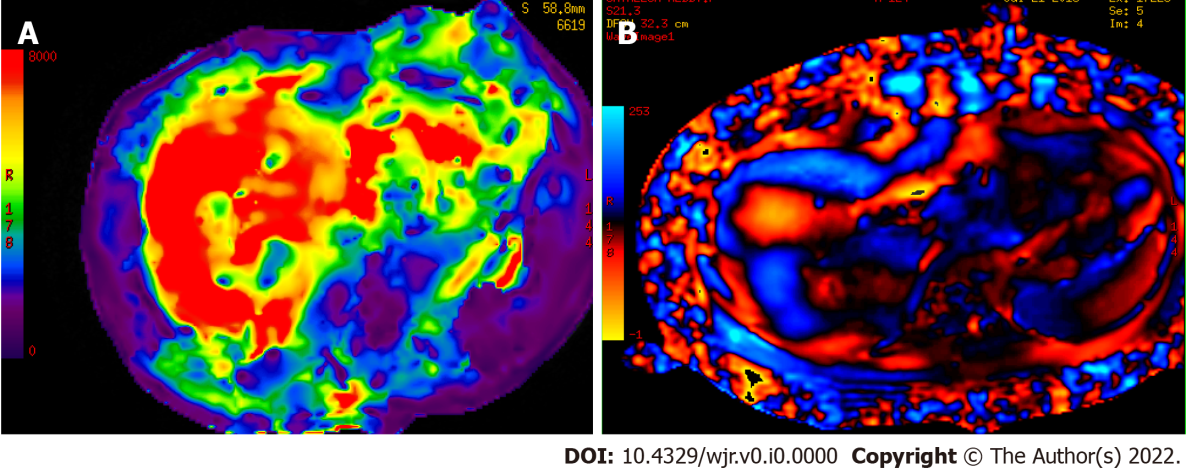 A
S 58.8mm
6619
8000
R
1
7
8
L
1
4
4
0
B
S21.3
DFOV 32.3 cm
Se: 5
Im: 4
253
R
1
7
9
L
1
4
4
-1
DOI: 10.4329/wjr.v0.i0.0000 Copyright © The Author(s) 2022.